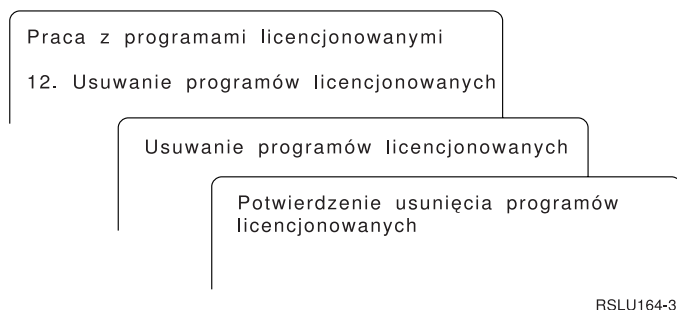 Praca z programami licencjonowanymi
12. Usuwanie programów licencjonowanych
Usuwanie programów licencjonowanych
Potwierdzenie usunięcia programów
licencjonowanych
RSLU164-3